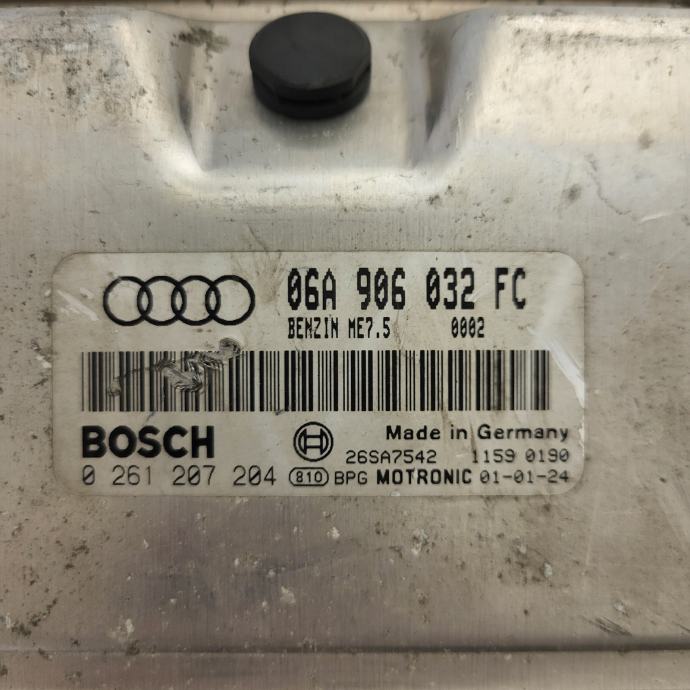 06A 906 032 FC
BENZIN ME7.5 0002
BOSCH Made in Germany
26SA7542 1159 0190
0 261 207 204 810 BPG MOTRONIC 01-01-24